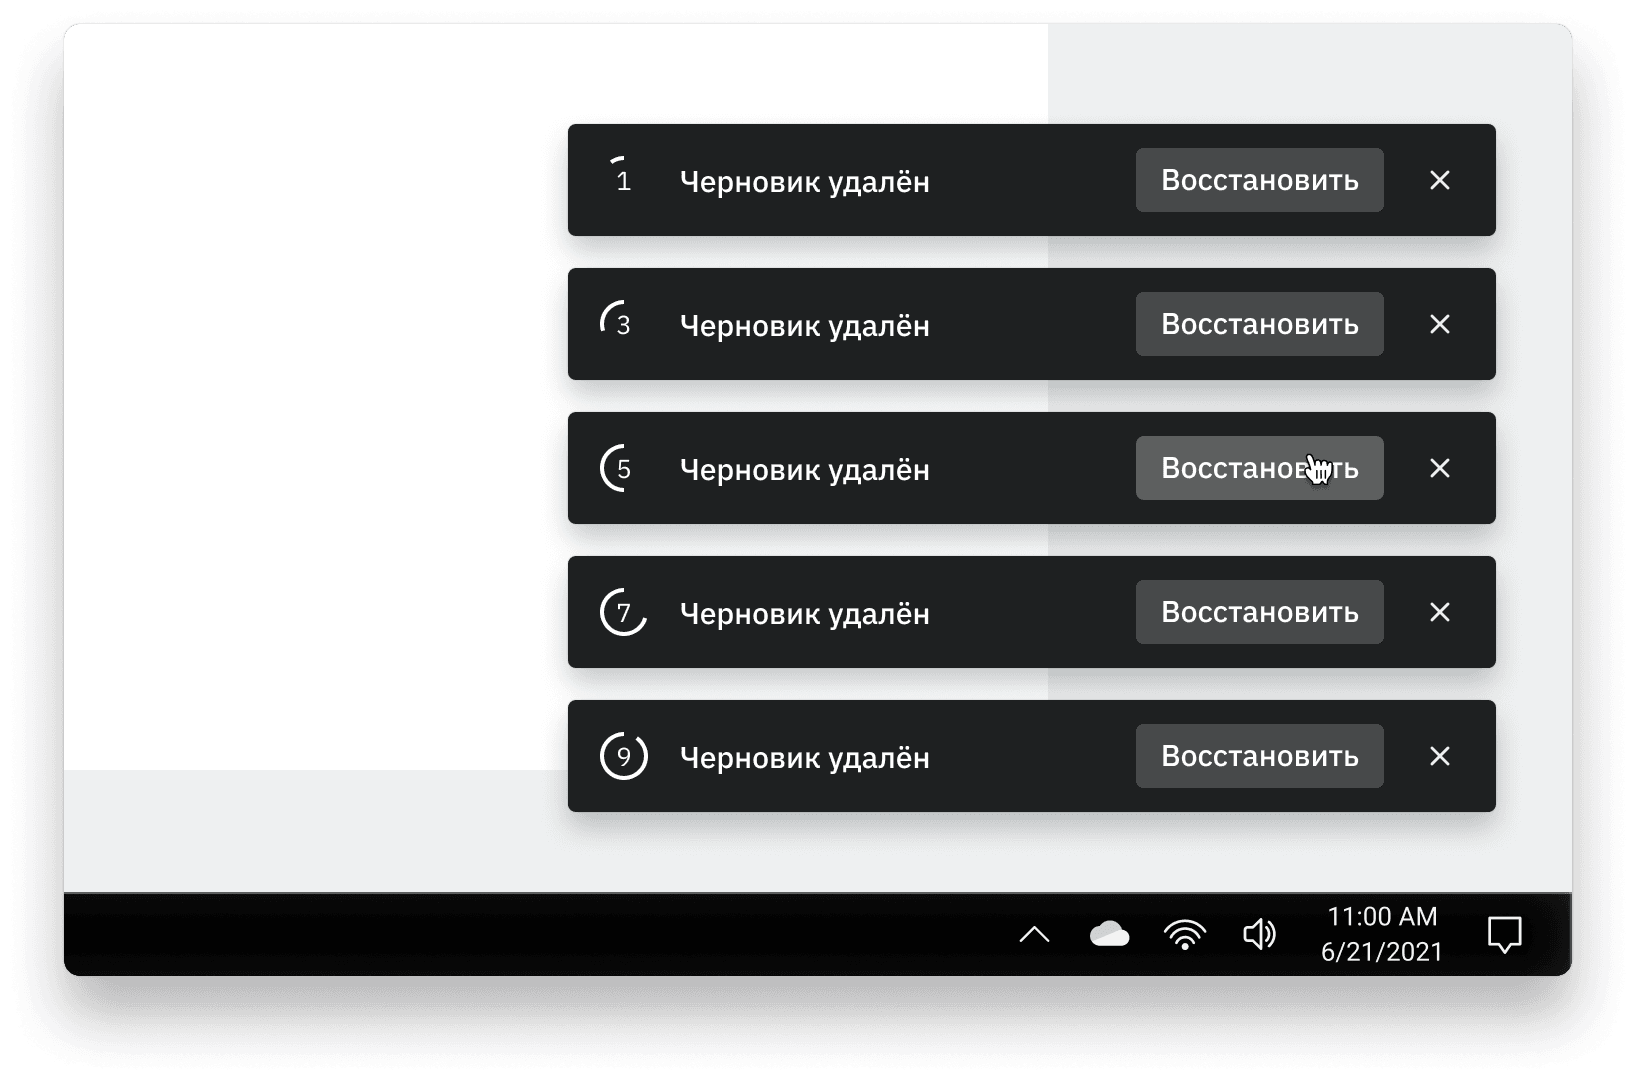 1 Черновик удалён Восстановить
3 Черновик удалён Восстановить
5 Черновик удалён Восстановить
7 Черновик удалён Восстановить
9 Черновик удалён Восстановить
11:00 AM
6/21/2021